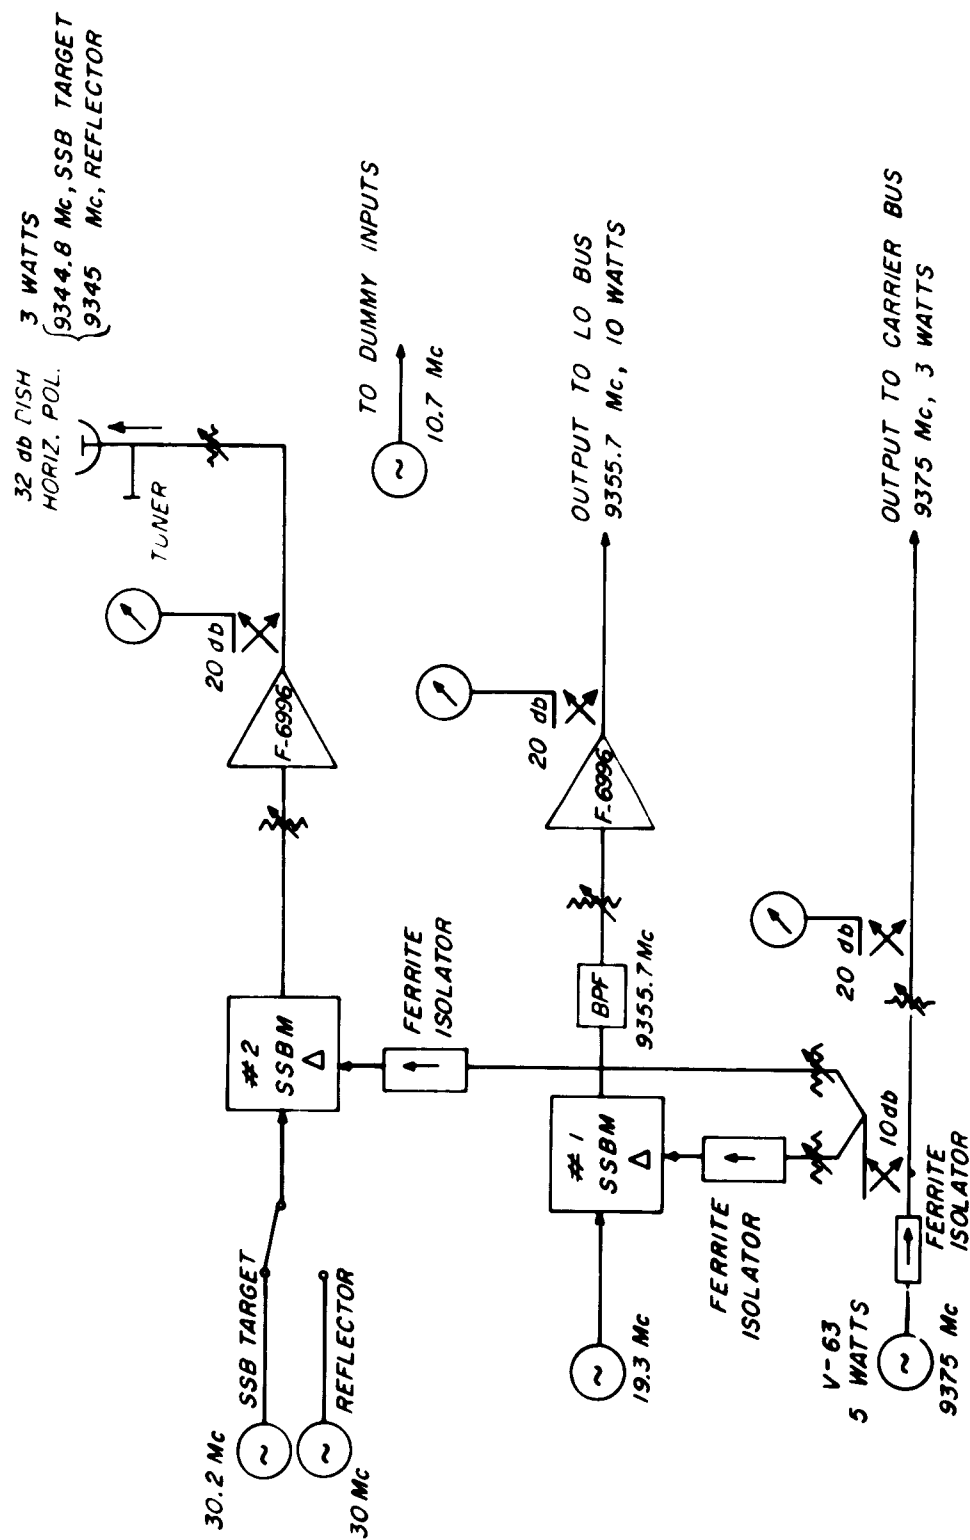 32 db DISH
HORIZ. POL.
3 WATTS
9344.8 Mc, SSB TARGET
9345 Mc, REFLECTOR
TUNER
20 db
F-6996
#2
SSBM
Δ
FERRITE
ISOLATOR
SSB TARGET
30.2 Mc
~
REFLECTOR
30 Mc
~
TO DUMMY INPUTS
~
10.7 Mc
OUTPUT TO LO BUS
9355.7 Mc, 10 WATTS
20 db
F-6996
BPF
9355.7 Mc
#1
SSBM
Δ
FERRITE
ISOLATOR
~
19.3 Mc
OUTPUT TO CARRIER BUS
9375 Mc, 3 WATTS
20 db
10db
FERRITE
ISOLATOR
V-63
5 WATTS
~
9375 Mc